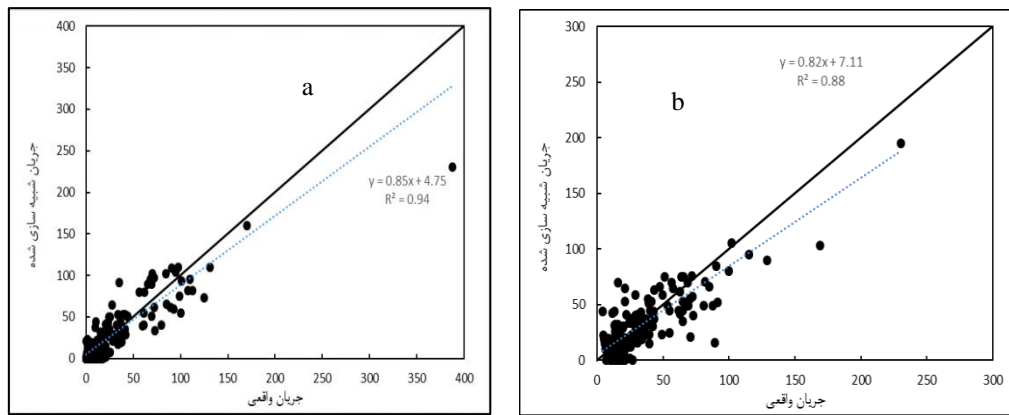 400
350
300
250
200
150
100
50
0
جریان شبیه سازی شده
a
y = 0.85x + 4.75
R² = 0.94
0 50 100 150 200 250 300 350 400
جریان واقعی
300
250
200
150
100
50
0
جریان شبیه سازی شده
y = 0.82x + 7.11
R² = 0.88
b
0 50 100 150 200 250 300
جریان واقعی